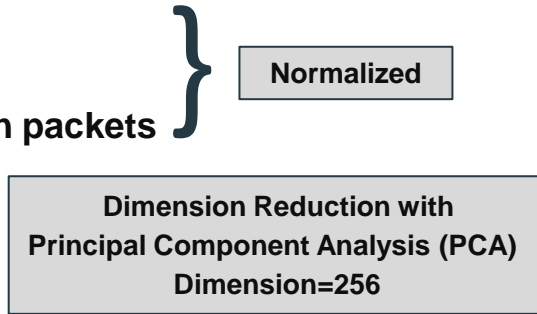 Normalized
packets
Dimension Reduction with
Principal Component Analysis (PCA)
Dimension=256